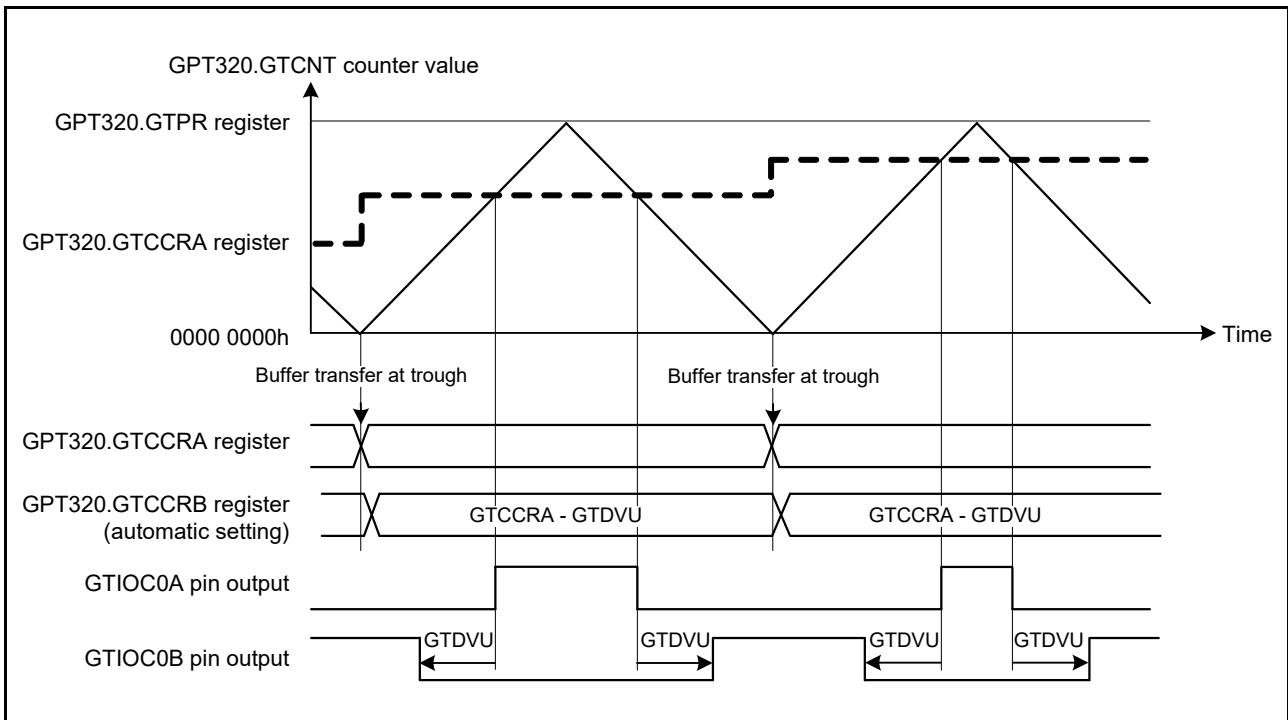 GPT320.GTCNT counter value
GPT320.GTPR register
GPT320.GTCCRA register
0000 0000h
Time
Buffer transfer at trough
Buffer transfer at trough
GPT320.GTCCRA register
GPT320.GTCCRB register
(automatic setting)
GTCCRA - GTDVU
GTCCRA - GTDVU
GTIOC0A pin output
GTIOC0B pin output
GTDVU
GTDVU
GTDVU
GTDVU